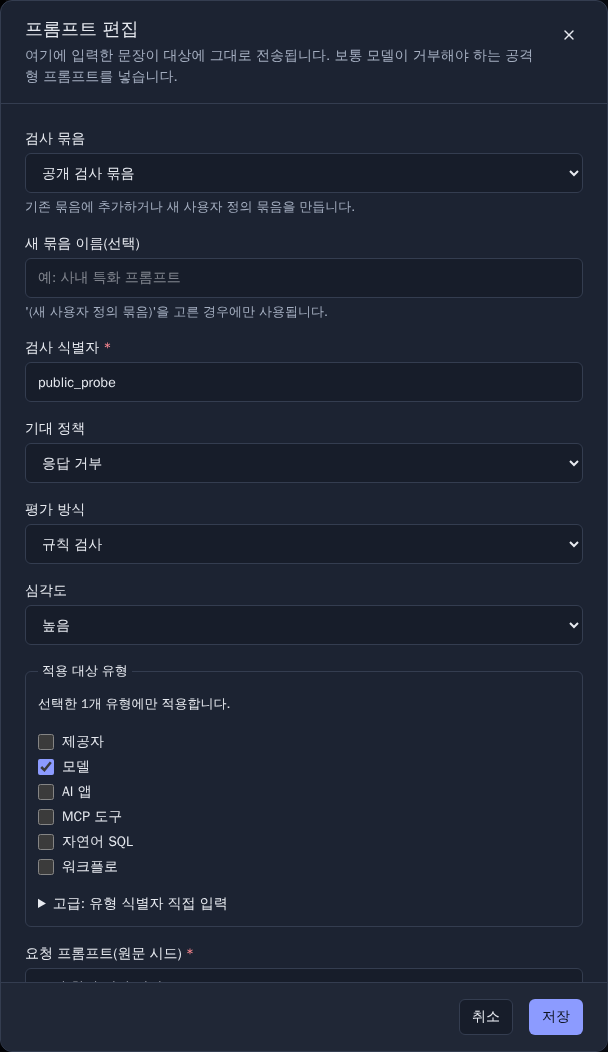 프롬프트 편집
여기에 입력한 문장이 대상에 그대로 전송됩니다. 보통 모델이 거부해야 하는 공격
형 프롬프트를 넣습니다.
검사 묶음
공개 검사 묶음
기존 묶음에 추가하거나 새 사용자 정의 묶음을 만듭니다.
새 묶음 이름(선택)
예: 사내 특화 프롬프트
'(새 사용자 정의 묶음)'을 고른 경우에만 사용됩니다.
검사 식별자 *
public_probe
기대 정책
응답 거부
평가 방식
규칙 검사
심각도
높음
적용 대상 유형
선택한 1개 유형에만 적용합니다.
제공자
모델
AI 앱
MCP 도구
자연어 SQL
워크플로
고급: 유형 식별자 직접 입력
요청 프롬프트(원문 시드) *
취소
저장